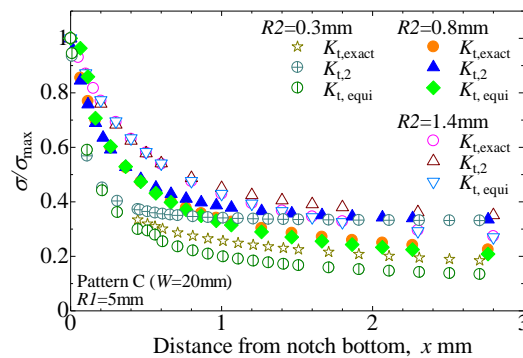 R2=0.3mm R2=0.8mm
Kt,exact Kt,exact
Kt,2 Kt,2
Kt, equi Kt, equi
R2=1.4mm
Kt,exact
Kt,2
Kt, equi
Pattern C (W=20mm)
R1=5mm
σ/σmax
1
0.8
0.6
0.4
0.2
0
0 1 2 3
Distance from notch bottom, x mm